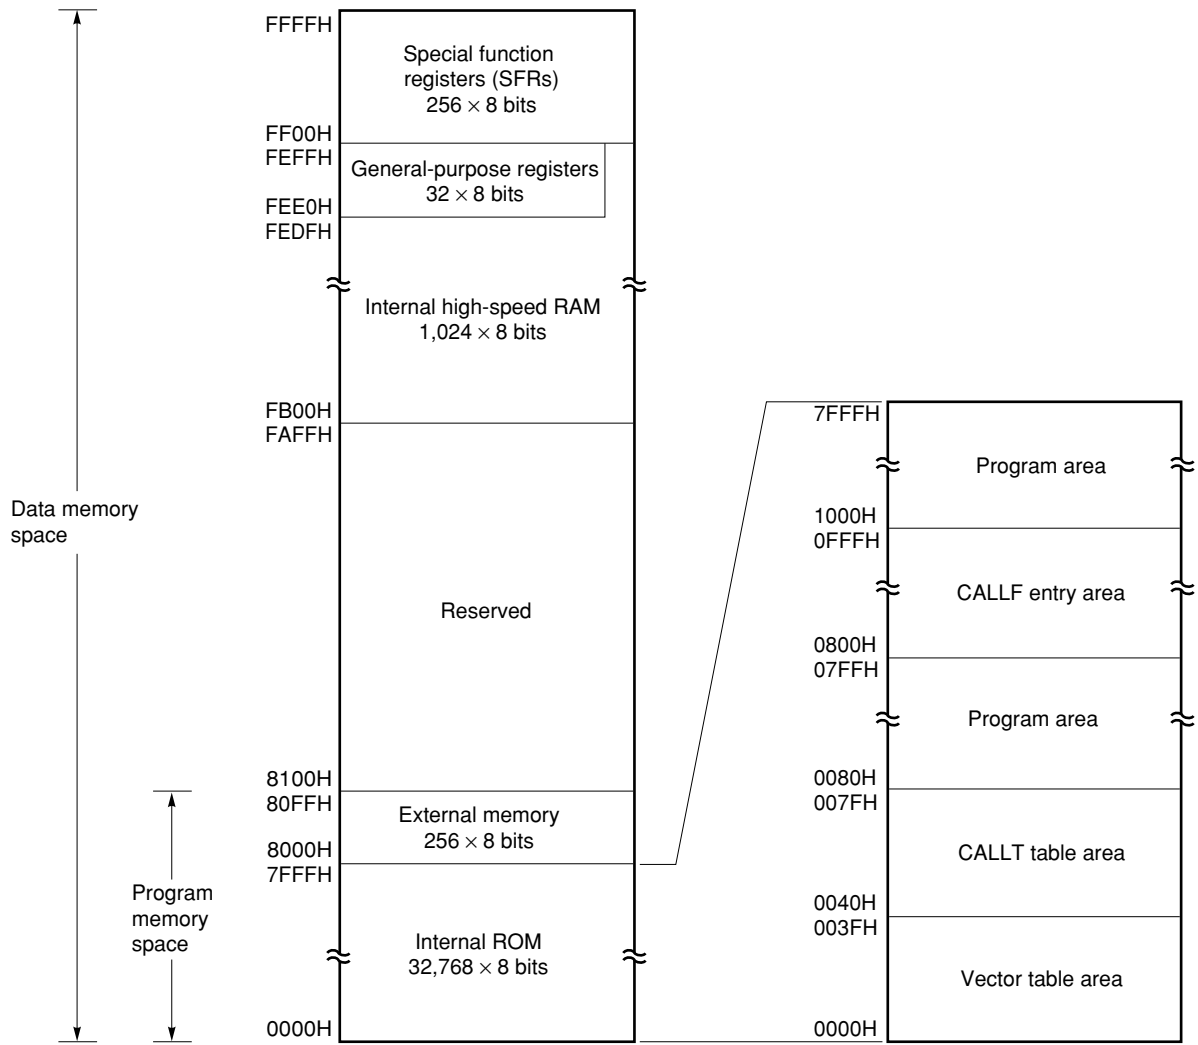 FFFFH
Special function
registers (SFRs)
256 × 8 bits
FF00H
FEFFH
General-purpose registers
32 × 8 bits
FEE0H
FEDFH
Internal high-speed RAM
1,024 × 8 bits
FB00H
FAFFH
Data memory
space
Reserved
8100H
80FFH
External memory
256 × 8 bits
8000H
7FFFH
Program
memory
space
Internal ROM
32,768 × 8 bits
0000H
7FFFH
Program area
1000H
0FFFH
CALLF entry area
0800H
07FFH
Program area
0080H
007FH
CALLT table area
0040H
003FH
Vector table area
0000H